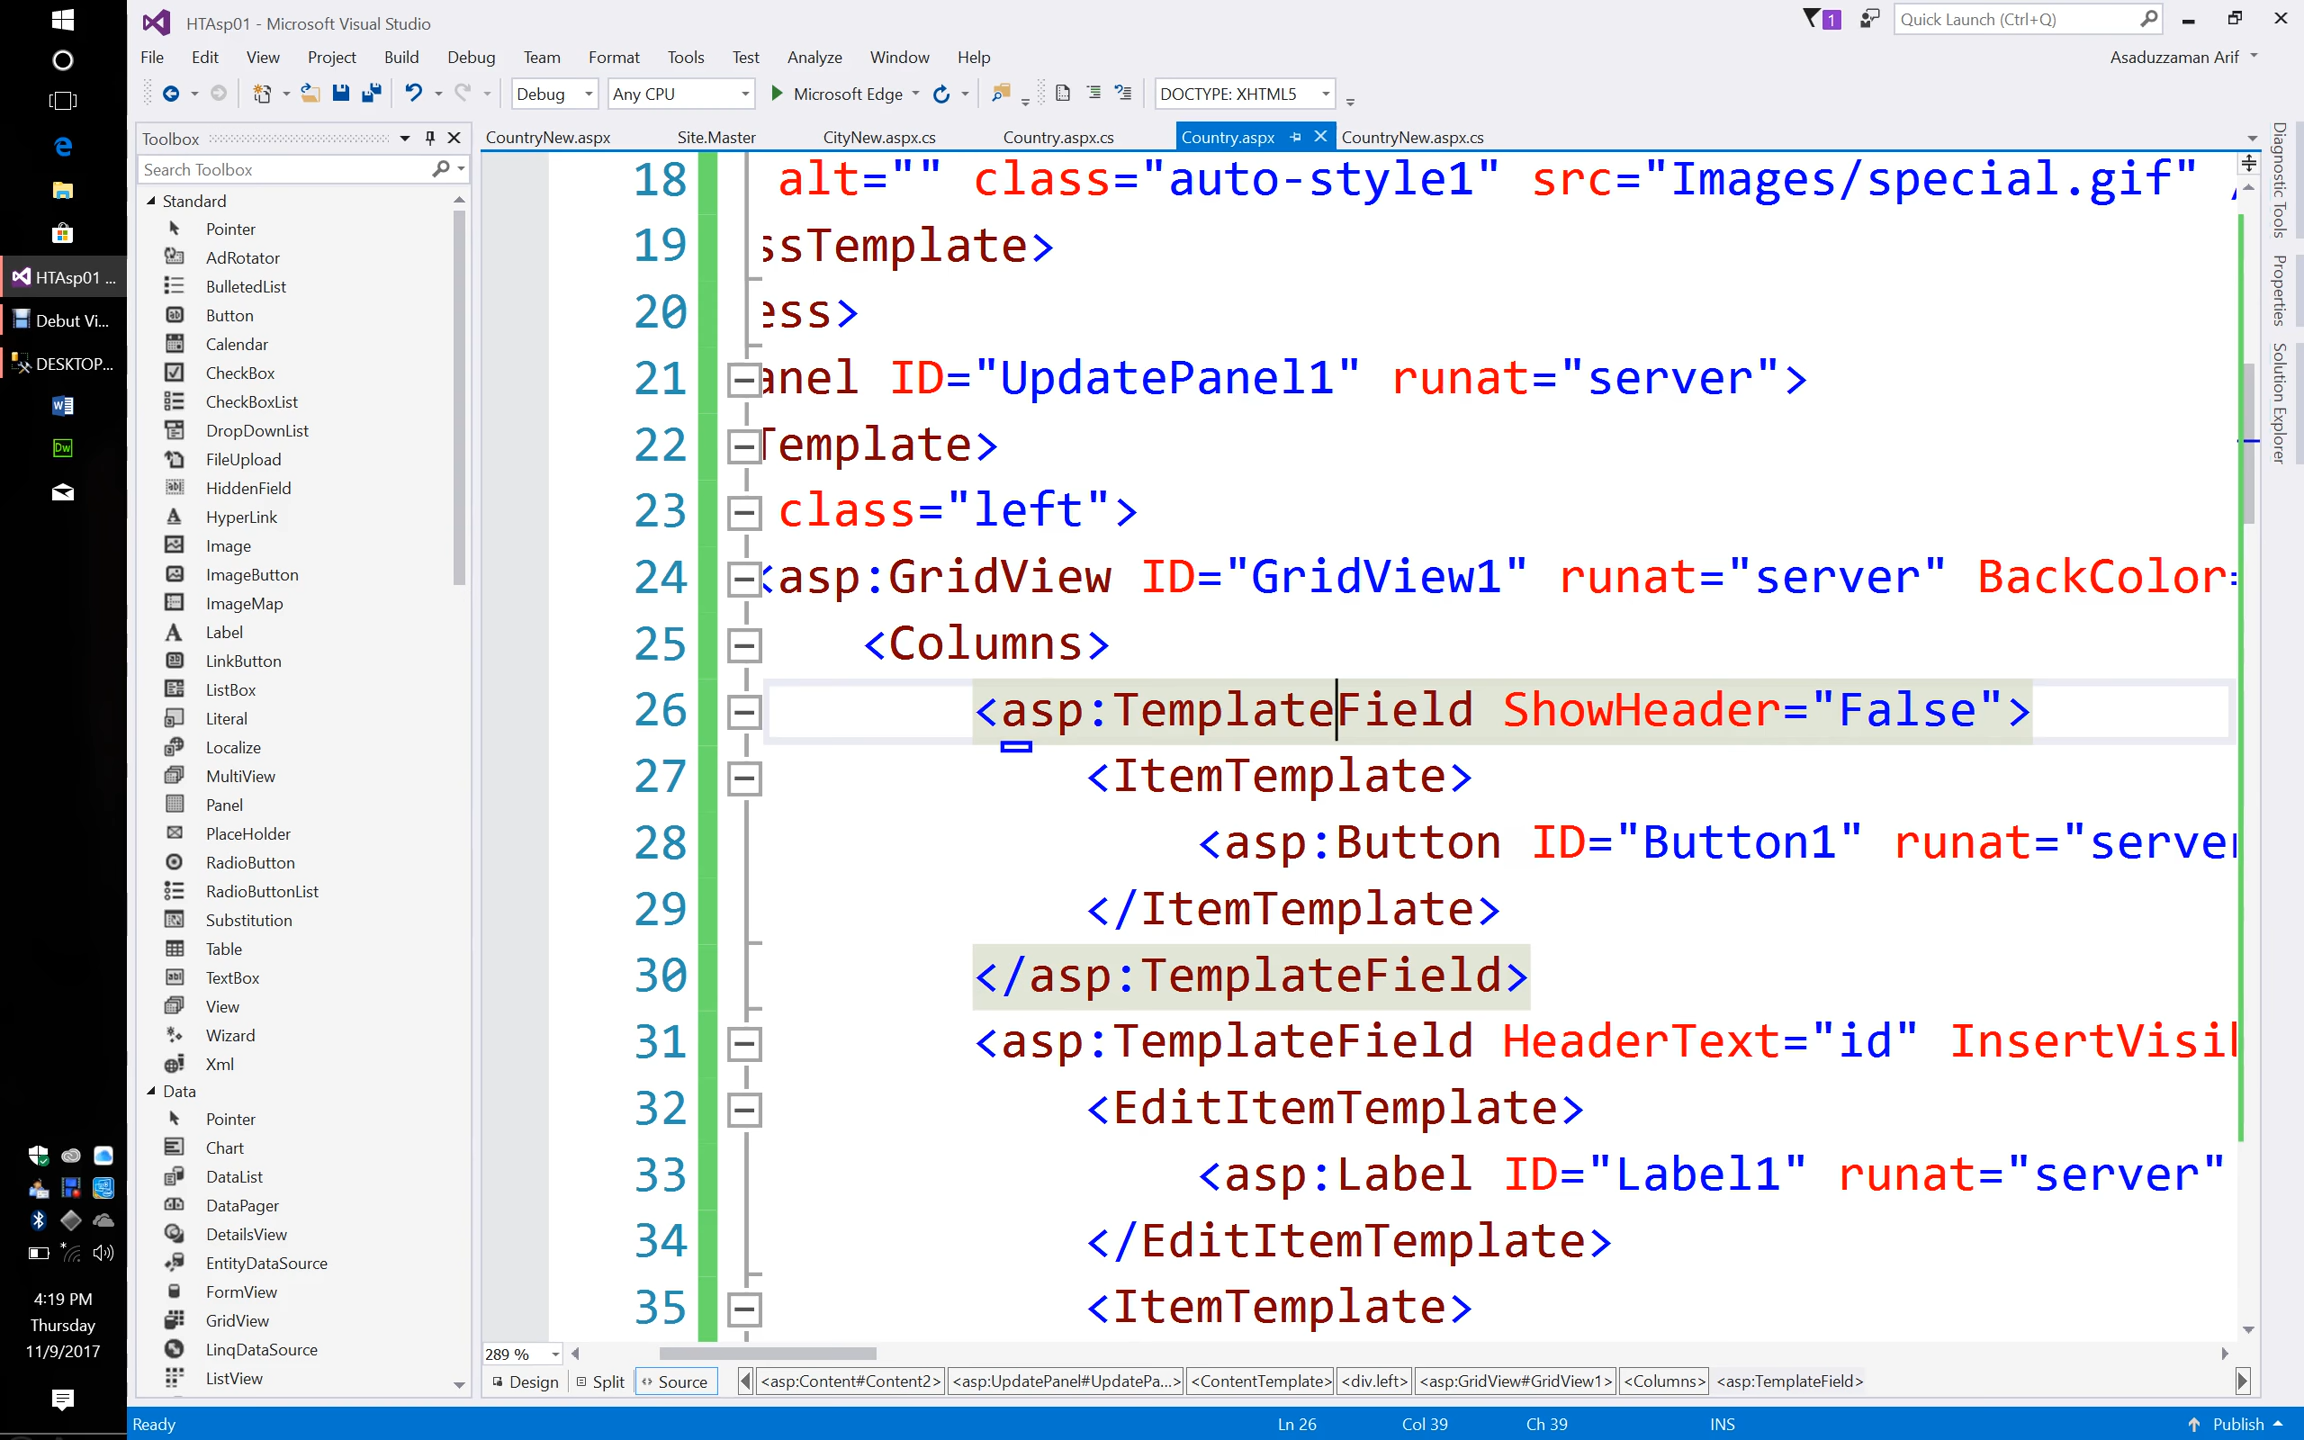 HTAsp01 - Microsoft Visual Studio
1
Quick Launch (Ctrl+Q)
File Edit View Project Build Debug Team Format Tools Test Analyze Window Help
Asaduzzaman Arif
Debug Any CPU Microsoft Edge DOCTYPE: XHTML5
Toolbox
Search Toolbox
Standard
Pointer
AdRotator
BulletedList
Button
Calendar
CheckBox
CheckBoxList
DropDownList
FileUpload
HiddenField
HyperLink
Image
ImageButton
ImageMap
Label
LinkButton
ListBox
Literal
Localize
MultiView
Panel
PlaceHolder
RadioButton
RadioButtonList
Substitution
Table
TextBox
View
Wizard
Xml
Data
Pointer
Chart
DataList
DataPager
DetailsView
EntityDataSource
FormView
GridView
LinqDataSource
ListView
CountryNew.aspx Site.Master CityNew.aspx.cs Country.aspx.cs Country.aspx CountryNew.aspx.cs
18 alt="" class="auto-style1" src="Images/special.gif" /
19 ssTemplate>
20 ess>
21 anel ID="UpdatePanel1" runat="server">
22 Template>
23 class="left">
24 <asp:GridView ID="GridView1" runat="server" BackColor=
25 <Columns>
26 <asp:TemplateField ShowHeader="False">
27 <ItemTemplate>
28 <asp:Button ID="Button1" runat="server
29 </ItemTemplate>
30 </asp:TemplateField>
31 <asp:TemplateField HeaderText="id" InsertVisil
32 <EditItemTemplate>
33 <asp:Label ID="Label1" runat="server"
34 </EditItemTemplate>
35 <ItemTemplate>
289 %
Design Split Source <asp:Content#Content2> <asp:UpdatePanel#UpdatePa...> <ContentTemplate> <div.left> <asp:GridView#GridView1> <Columns> <asp:TemplateField>
Ready Ln 26 Col 39 Ch 39 INS Publish
Diagnostic Tools
Properties
Solution Explorer
HTAsp01 ...
Debut Vi...
DESKTOP...
Dw
4:19 PM
Thursday
11/9/2017